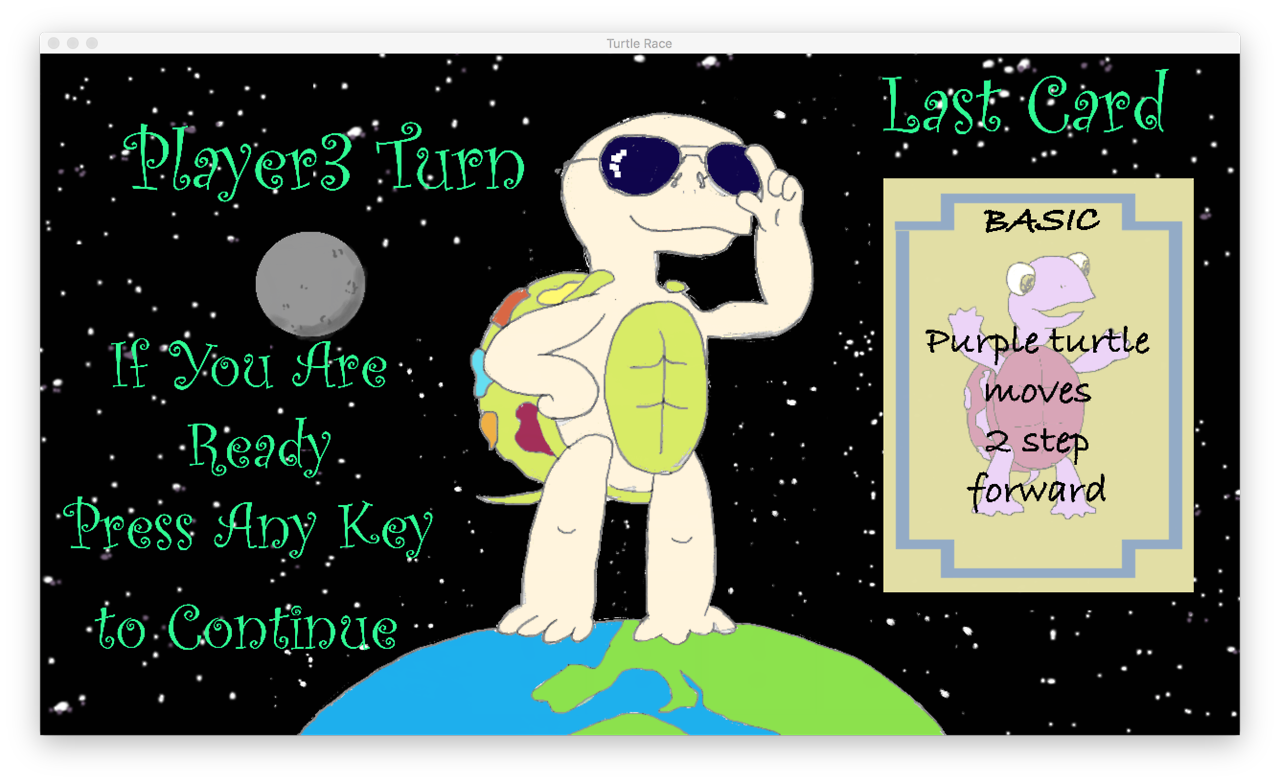 Turtle Race
Player3 Turn
If You Are
Ready
Press Any Key
to Continue
Last Card
BASIC
Purple turtle
moves
2 step
forward